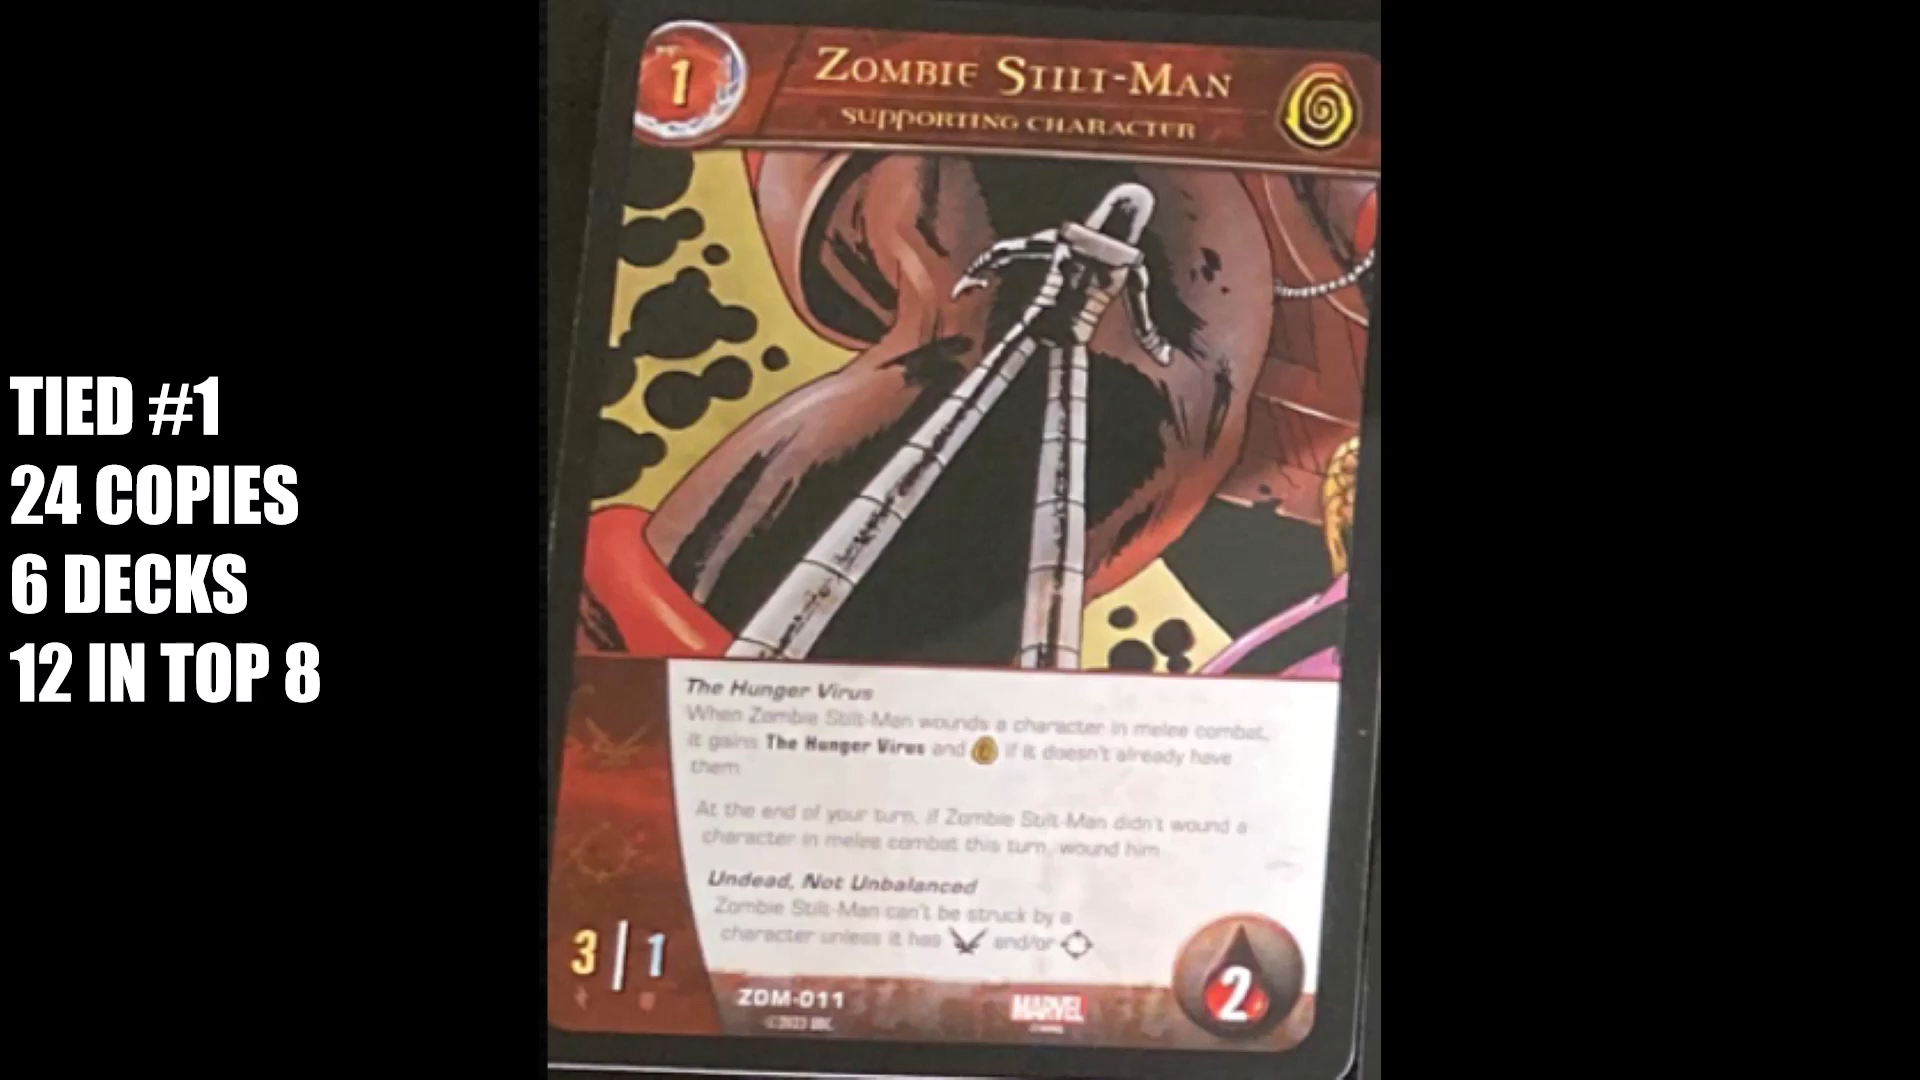 TIED #1
24 COPIES
6 DECKS
12 IN TOP 8
1
ZOMBIE STILT-MAN
SUPPORTING CHARACTER
The Hunger Virus
When Zombie Stilt-Man wounds a character in melee combat,
it gains The Hunger Virus and if it doesn't already have
them
At the end of your turn, if Zombie Stilt-Man didn't wound a
character in melee combat this turn, wound him
Undead, Not Unbalanced
Zombie Stilt-Man can't be struck by a
character unless it has and/or
3 | 1
2
ZOM-011
MARVEL